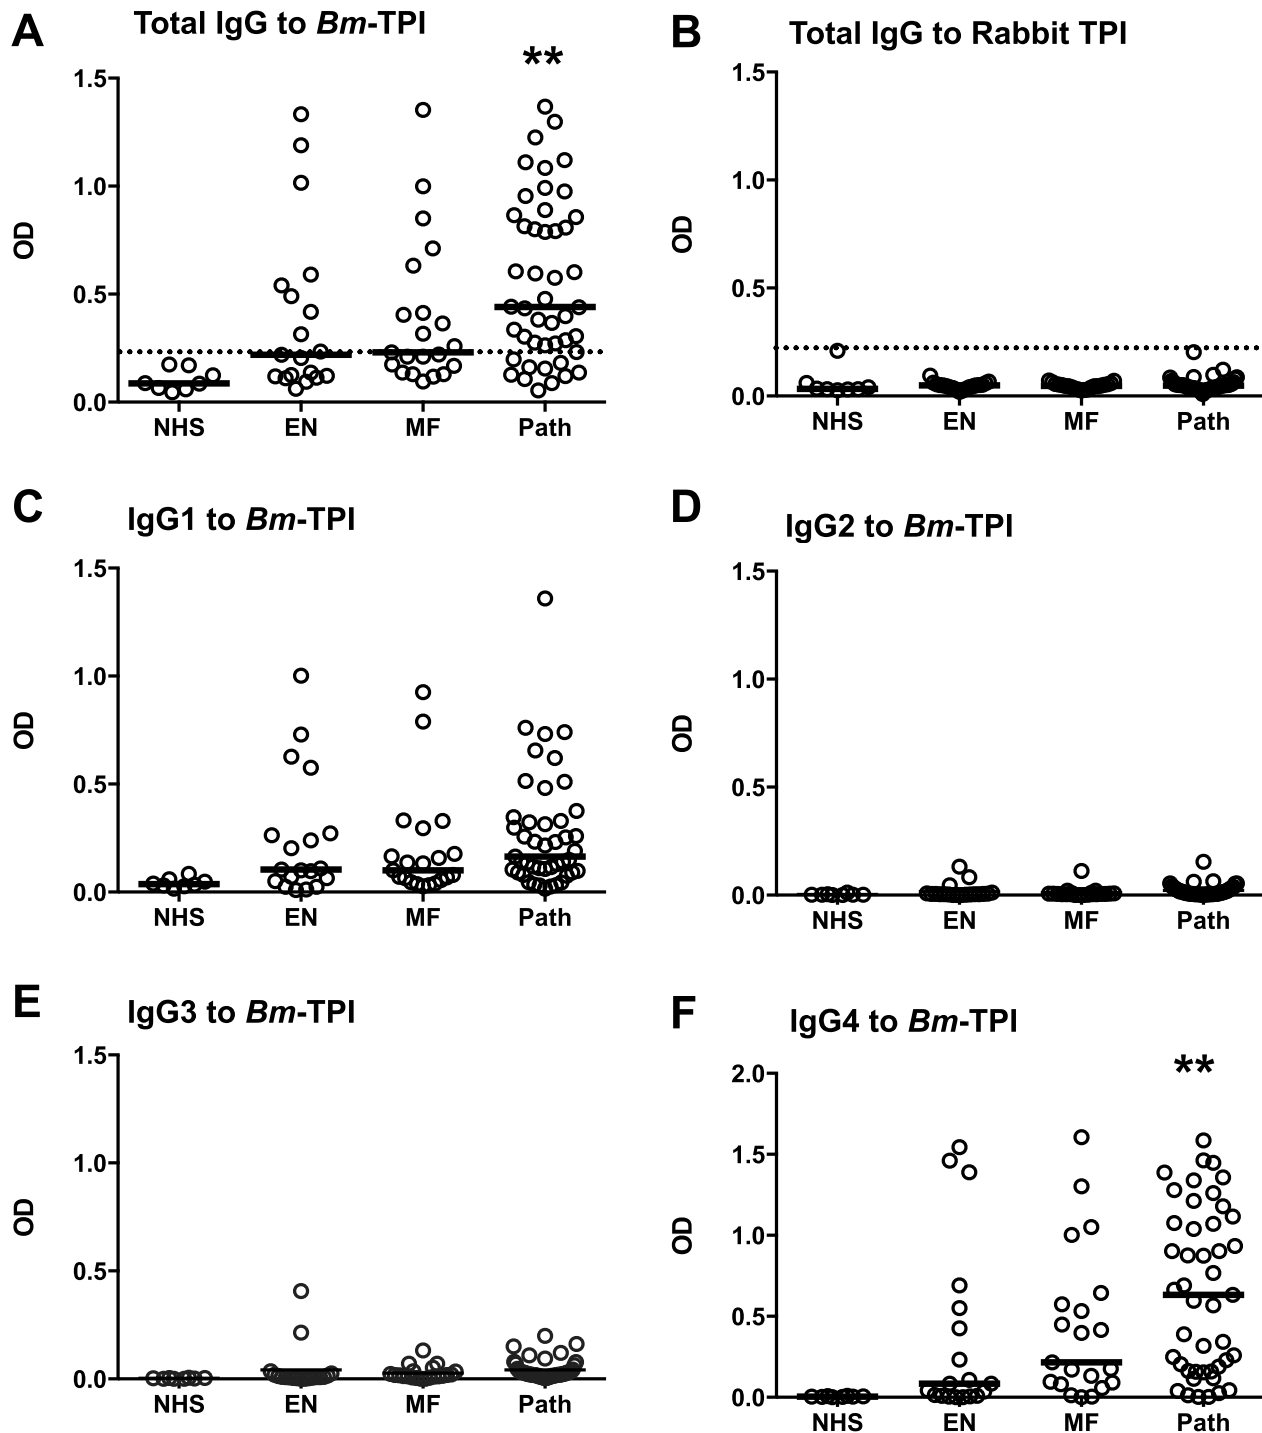 A Total IgG to Bm-TPI
**
OD
1.5
1.0
0.5
0.0
NHS EN MF Path
B Total IgG to Rabbit TPI
OD
1.5
1.0
0.5
0.0
NHS EN MF Path
C IgG1 to Bm-TPI
OD
1.5
1.0
0.5
0.0
NHS EN MF Path
D IgG2 to Bm-TPI
OD
1.5
1.0
0.5
0.0
NHS EN MF Path
E IgG3 to Bm-TPI
OD
1.5
1.0
0.5
0.0
NHS EN MF Path
F IgG4 to Bm-TPI
**
OD
2.0
1.5
1.0
0.5
0.0
NHS EN MF Path